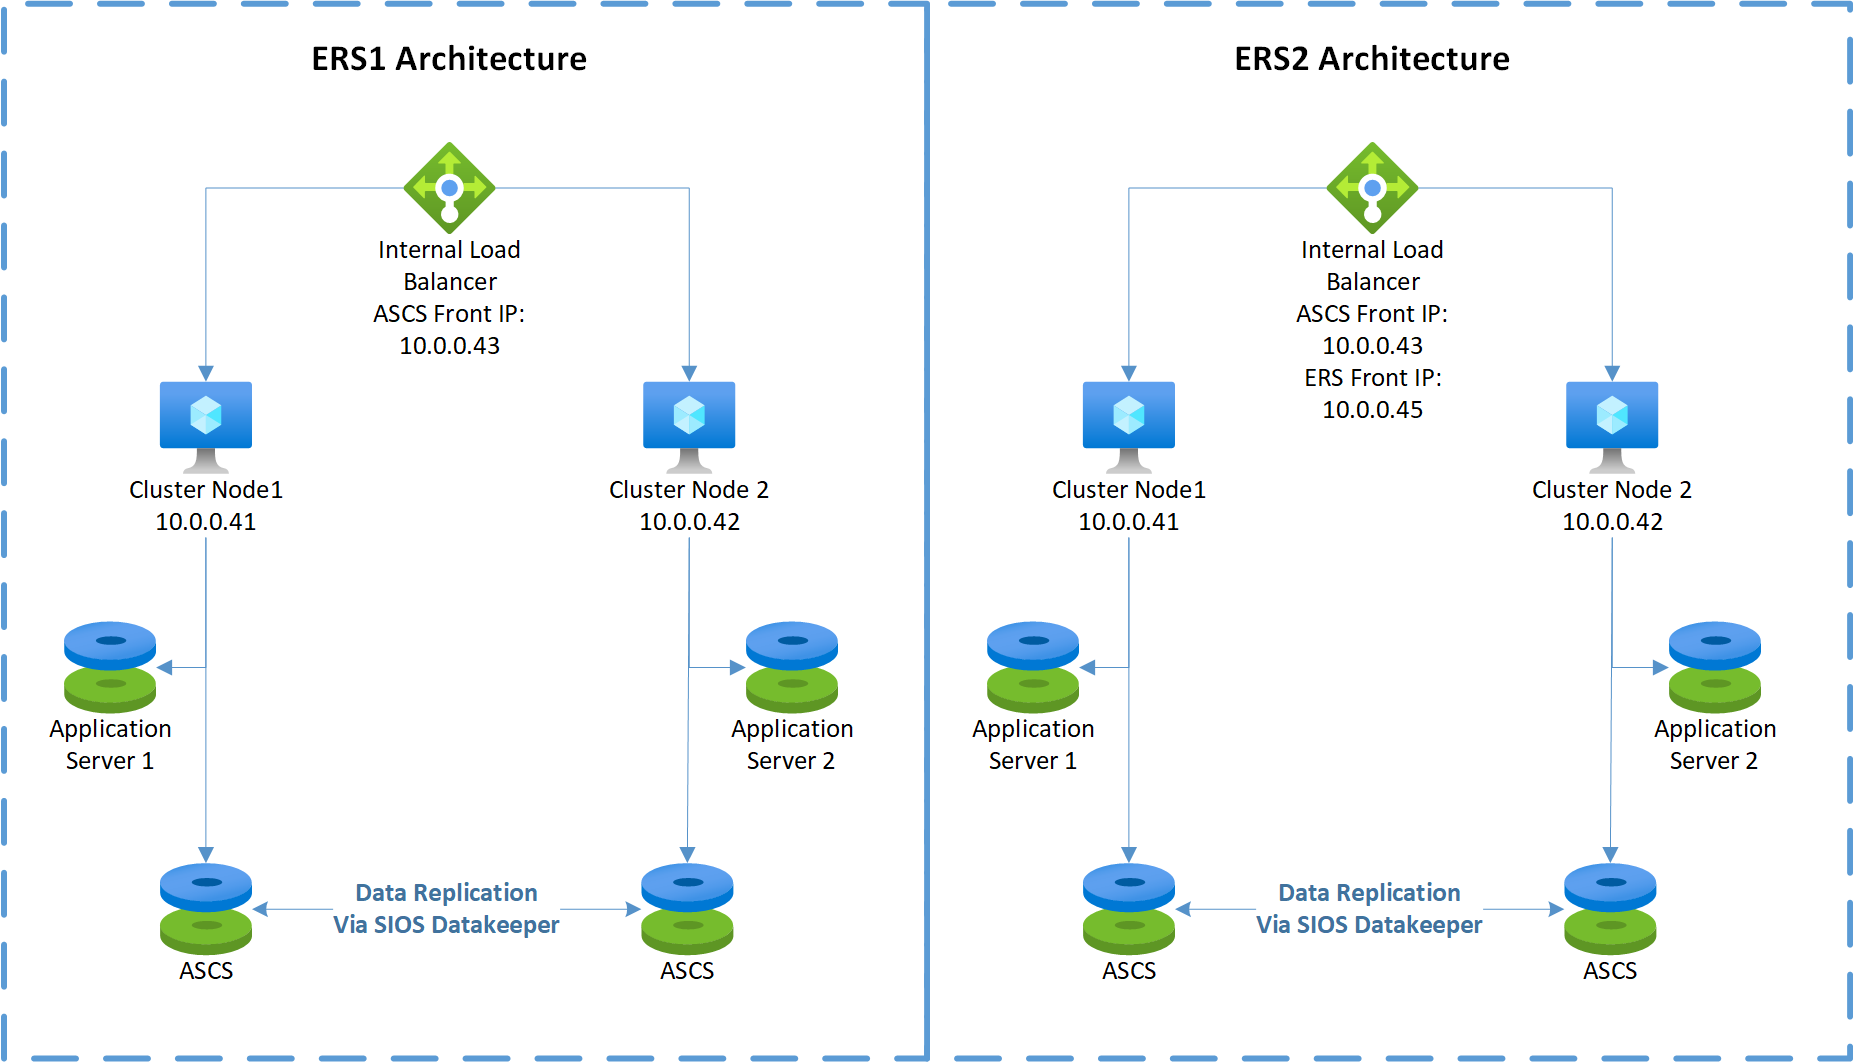 ERS1 Architecture
Internal Load
Balancer
ASCS Front IP:
10.0.0.43
Cluster Node1
10.0.0.41
Cluster Node 2
10.0.0.42
Application
Server 1
Application
Server 2
Data Replication
Via SIOS Datakeeper
ASCS
ASCS
ERS2 Architecture
Internal Load
Balancer
ASCS Front IP:
10.0.0.43
ERS Front IP:
10.0.0.45
Cluster Node1
10.0.0.41
Cluster Node 2
10.0.0.42
Application
Server 1
Application
Server 2
Data Replication
Via SIOS Datakeeper
ASCS
ASCS